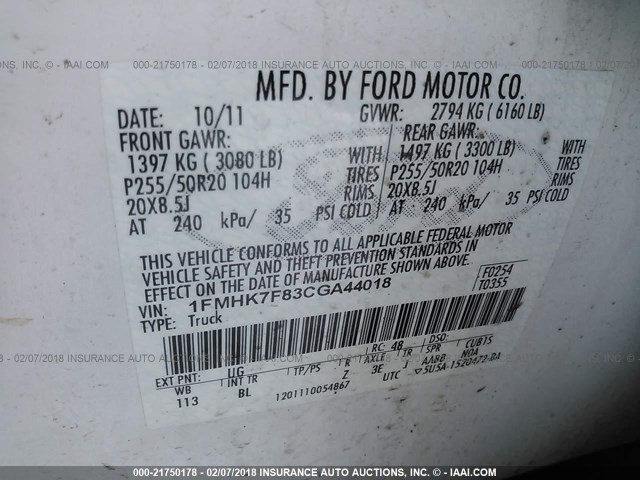 000-21750178 - 02/07/2018 INSURANCE AUTO AUCTIONS, INC. - © - IAAI.COM
MFD. BY FORD MOTOR CO.
DATE: 10/11 GVWR: 2794 KG ( 6160 LB)
FRONT GAWR: REAR GAWR:
1397 KG ( 3080 LB) WITH 1497 KG ( 3300 LB) WITH
P255/50R20 104H TIRES P255/50R20 104H TIRES
20X8.5J RIMS 20X8.5J RIMS
AT 240 kPa/ 35 PSI COLD AT 240 kPa/ 35 PSI COLD
THIS VEHICLE CONFORMS TO ALL APPLICABLE FEDERAL MOTOR
VEHICLE SAFETY AND THEFT PREVENTION STANDARDS IN
EFFECT ON THE DATE OF MANUFACTURE SHOWN ABOVE.
VIN: 1FMHK7F83CGA44018 F0254
TYPE: Truck T0355
EXT PNT: UG RC: 4B DSO:
WB INT TR TP/PS R AXLE TR SPR CUBTS
113 BL Z 3E J AABB NDA
1201110054867 UTC ▽5U5A-1520472-BA
000-21750178 - 02/07/2018 INSURANCE AUTO AUCTIONS, INC. - © - IAAI.COM